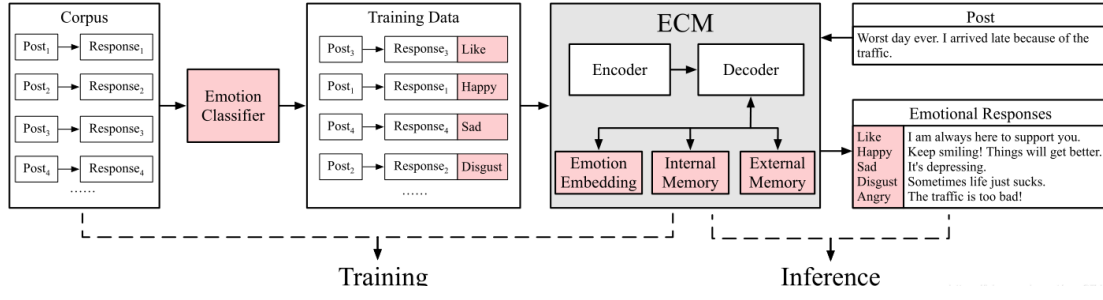 Corpus
Post1 Response1
Post2 Response2
Post3 Response3
Post4 Response4
......
Emotion
Classifier
Training Data
Post3 Response3 Like
Post1 Response1 Happy
Post4 Response4 Sad
Post2 Response2 Disgust
......
ECM
Encoder
Decoder
Emotion
Embedding
Internal
Memory
External
Memory
Post
Worst day ever. I arrived late because of the
traffic.
Emotional Responses
Like I am always here to support you.
Happy Keep smiling! Things will get better.
Sad It's depressing.
Disgust Sometimes life just sucks.
Angry The traffic is too bad!
Training
Inference